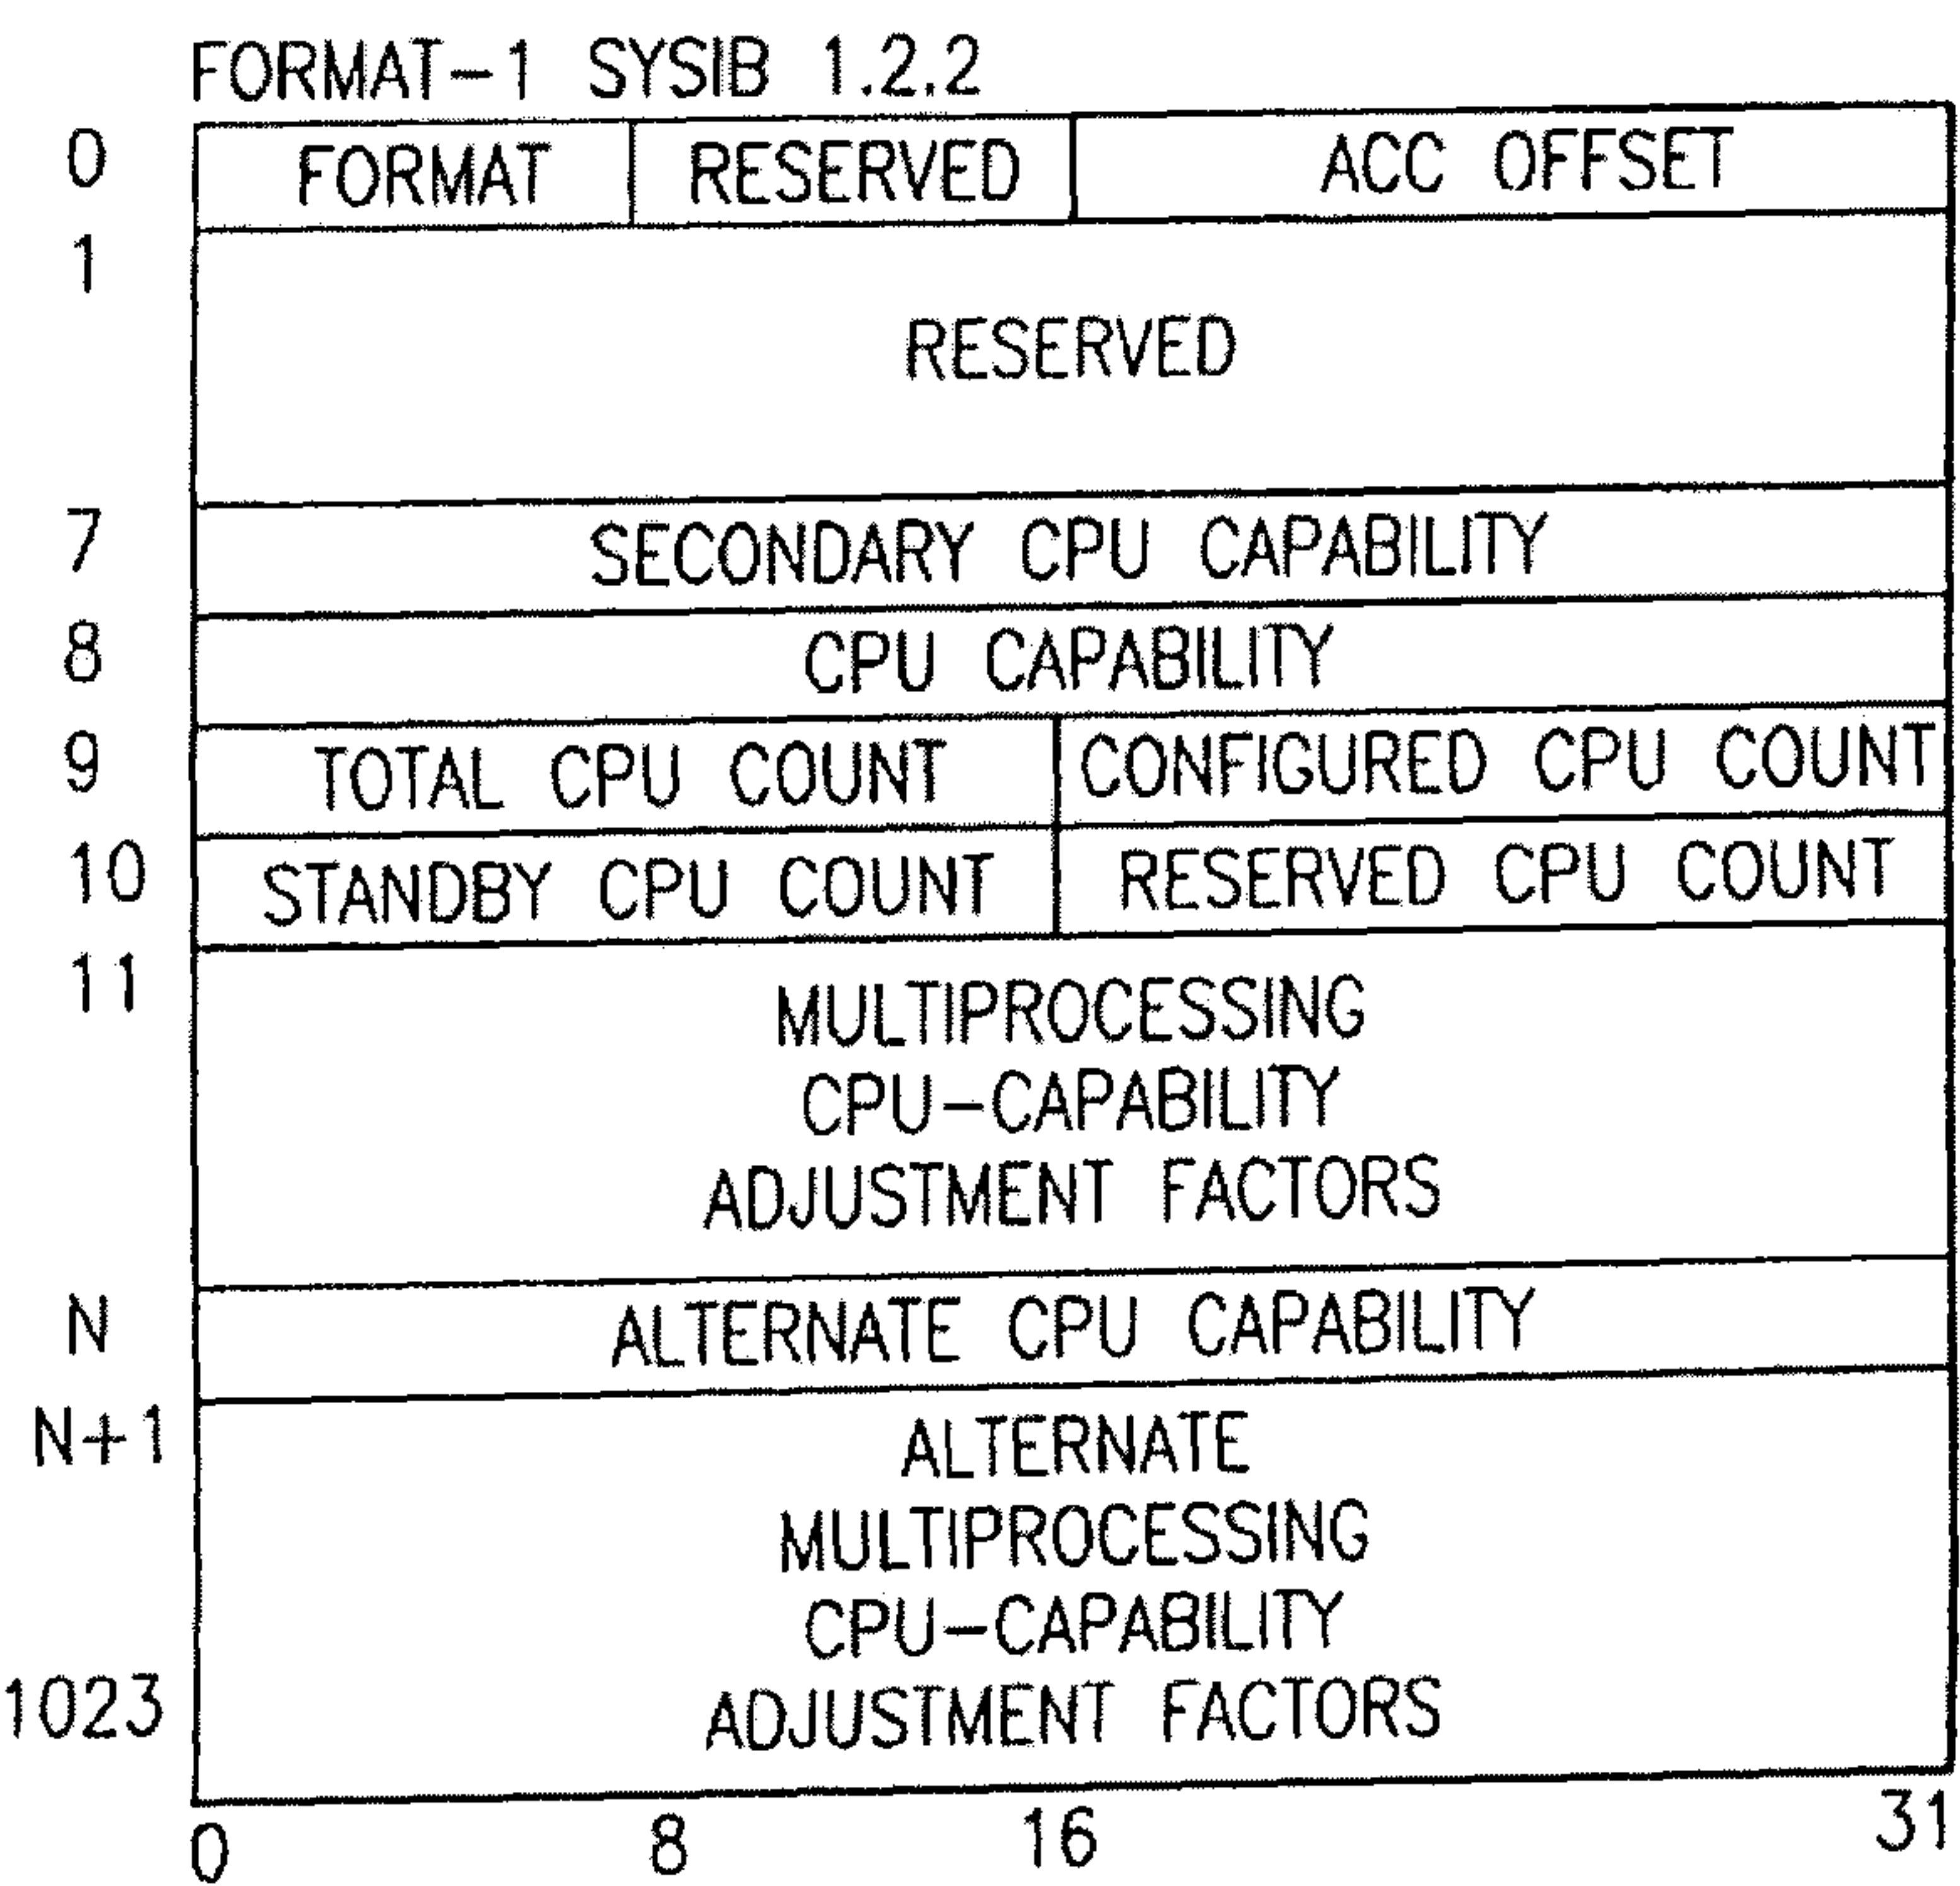 FORMAT-1 SYSIB 1.2.2
0 FORMAT RESERVED ACC OFFSET
1
RESERVED
7 SECONDARY CPU CAPABILITY
8 CPU CAPABILITY
9 TOTAL CPU COUNT CONFIGURED CPU COUNT
10 STANDBY CPU COUNT RESERVED CPU COUNT
11 MULTIPROCESSING
CPU-CAPABILITY
ADJUSTMENT FACTORS
N ALTERNATE CPU CAPABILITY
N+1 ALTERNATE
MULTIPROCESSING
CPU-CAPABILITY
1023 ADJUSTMENT FACTORS
0 8 16 31